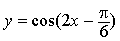 y = cos(2x − π/6)